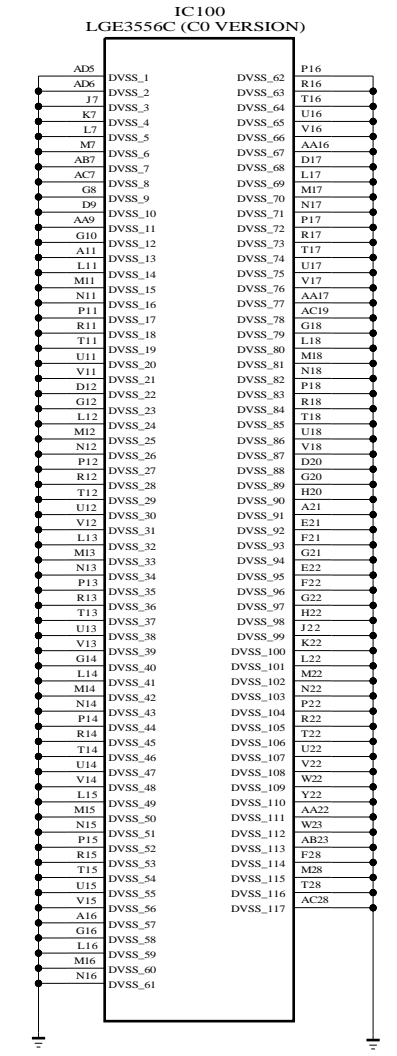 IC100
LGE3556C (C0 VERSION)
AD5 DVSS_1
AD6 DVSS_2
J7 DVSS_3
K7 DVSS_4
L7 DVSS_5
M7 DVSS_6
AB7 DVSS_7
AC7 DVSS_8
G8 DVSS_9
D9 DVSS_10
AA9 DVSS_11
G10 DVSS_12
A11 DVSS_13
L11 DVSS_14
M11 DVSS_15
N11 DVSS_16
P11 DVSS_17
R11 DVSS_18
T11 DVSS_19
U11 DVSS_20
V11 DVSS_21
D12 DVSS_22
G12 DVSS_23
L12 DVSS_24
M12 DVSS_25
N12 DVSS_26
P12 DVSS_27
R12 DVSS_28
T12 DVSS_29
U12 DVSS_30
V12 DVSS_31
L13 DVSS_32
M13 DVSS_33
N13 DVSS_34
P13 DVSS_35
R13 DVSS_36
T13 DVSS_37
U13 DVSS_38
V13 DVSS_39
G14 DVSS_40
L14 DVSS_41
M14 DVSS_42
N14 DVSS_43
P14 DVSS_44
R14 DVSS_45
T14 DVSS_46
U14 DVSS_47
V14 DVSS_48
L15 DVSS_49
M15 DVSS_50
N15 DVSS_51
P15 DVSS_52
R15 DVSS_53
T15 DVSS_54
U15 DVSS_55
V15 DVSS_56
A16 DVSS_57
G16 DVSS_58
L16 DVSS_59
M16 DVSS_60
N16 DVSS_61
DVSS_62 P16
DVSS_63 R16
DVSS_64 T16
DVSS_65 U16
DVSS_66 V16
DVSS_67 AA16
DVSS_68 D17
DVSS_69 L17
DVSS_70 M17
DVSS_71 N17
DVSS_72 P17
DVSS_73 R17
DVSS_74 T17
DVSS_75 U17
DVSS_76 V17
DVSS_77 AA17
DVSS_78 AC19
DVSS_79 G18
DVSS_80 L18
DVSS_81 M18
DVSS_82 N18
DVSS_83 P18
DVSS_84 R18
DVSS_85 T18
DVSS_86 U18
DVSS_87 V18
DVSS_88 D20
DVSS_89 G20
DVSS_90 H20
DVSS_91 A21
DVSS_92 E21
DVSS_93 F21
DVSS_94 G21
DVSS_95 E22
DVSS_96 F22
DVSS_97 G22
DVSS_98 H22
DVSS_99 J22
DVSS_100 K22
DVSS_101 L22
DVSS_102 M22
DVSS_103 N22
DVSS_104 P22
DVSS_105 R22
DVSS_106 T22
DVSS_107 U22
DVSS_108 V22
DVSS_109 W22
DVSS_110 Y22
DVSS_111 AA22
DVSS_112 W23
DVSS_113 AB23
DVSS_114 F28
DVSS_115 M28
DVSS_116 T28
DVSS_117 AC28